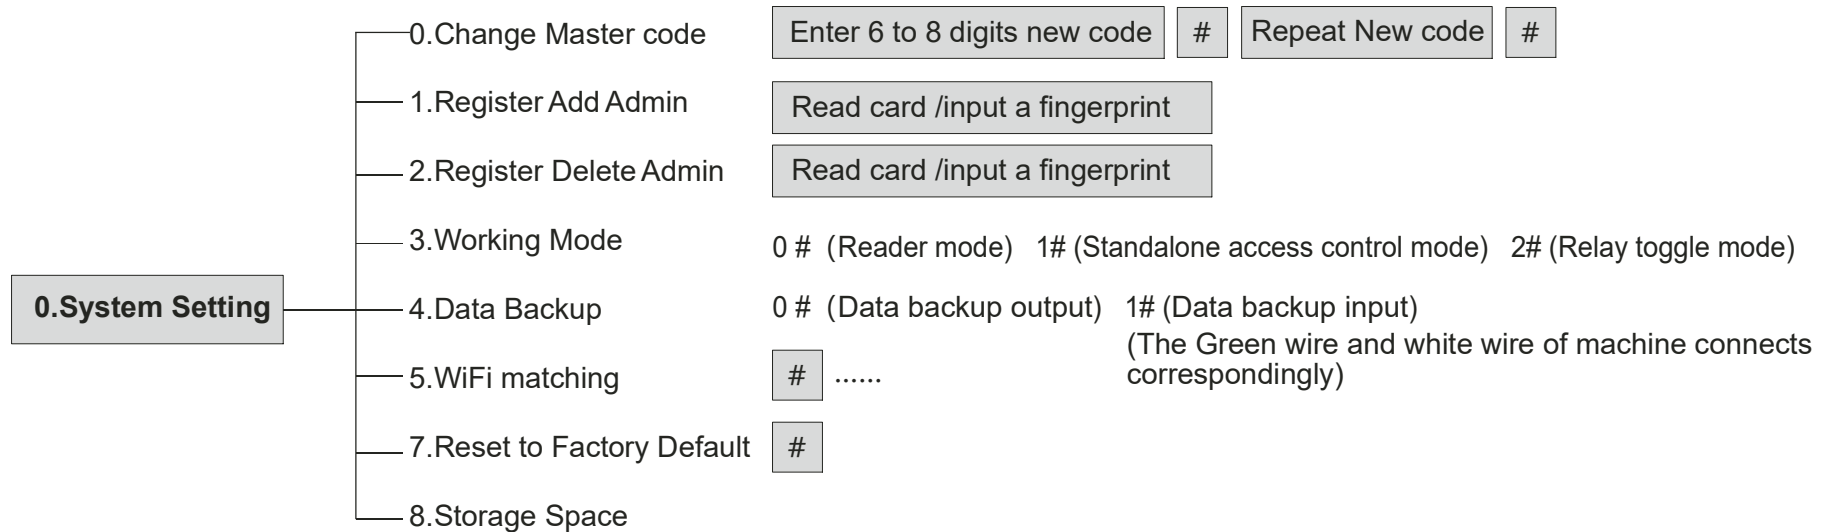 0.Change Master code Enter 6 to 8 digits new code # Repeat New code #
1.Register Add Admin Read card /input a fingerprint
2.Register Delete Admin Read card /input a fingerprint
3.Working Mode 0 # (Reader mode) 1# (Standalone access control mode) 2# (Relay toggle mode)
0.System Setting
4.Data Backup 0 # (Data backup output) 1# (Data backup input)
(The Green wire and white wire of machine connects
correspondingly)
5.WiFi matching # ......
7.Reset to Factory Default #
8.Storage Space